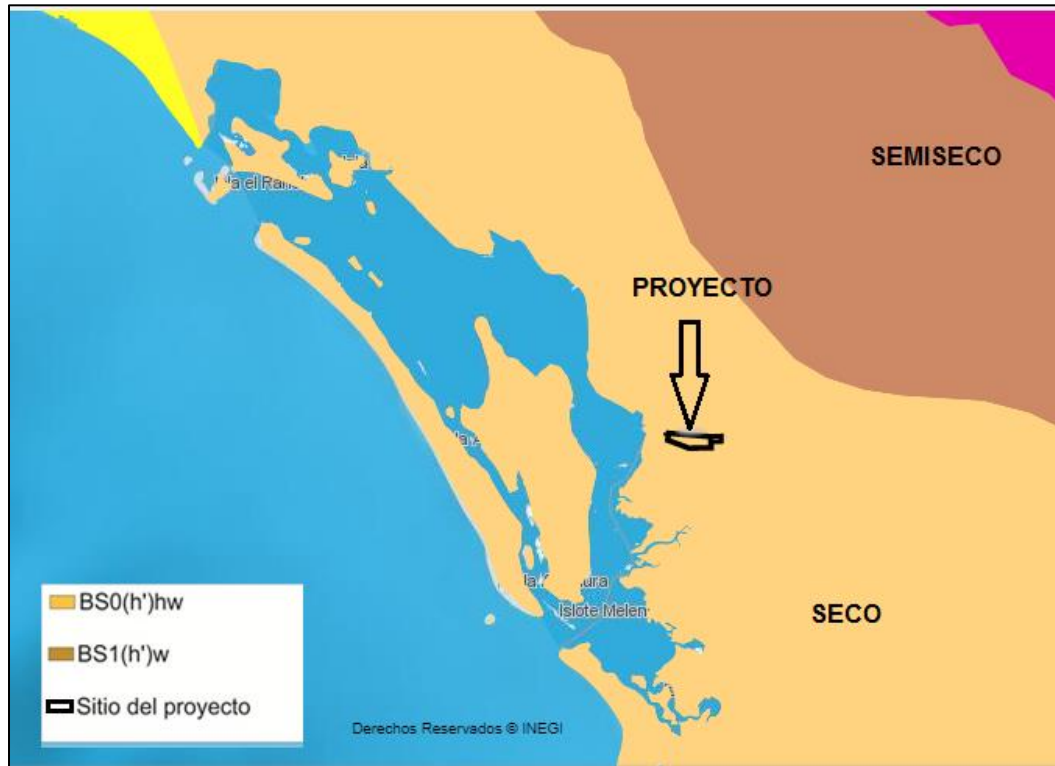 SEMISECO
PROYECTO
SECO
Islote Melen
BS0(h')hw
BS1(h')w
Sitio del proyecto
Derechos Reservados © INEGI